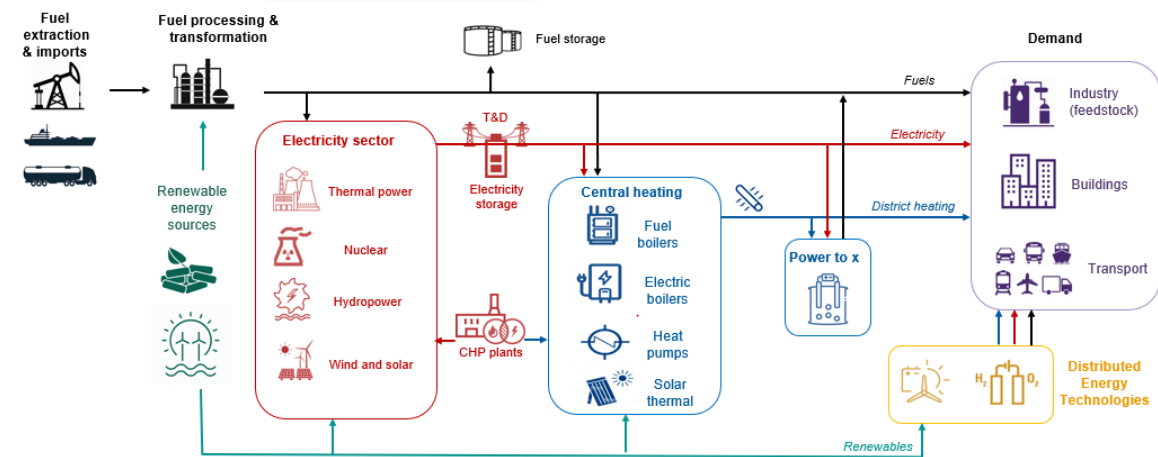 Fuel
extraction
& imports
Fuel processing &
transformation
Fuel storage
Demand
Fuels
Industry
(feedstock)
Electricity sector
T&D
Electricity
Thermal power
Electricity
storage
Central heating
Renewable
energy
sources
Buildings
District heating
Fuel
boilers
Nuclear
Power to x
Electric
boilers
Transport
Hydropower
Heat
pumps
CHP plants
Wind and solar
Solar
thermal
H₂
O₂
Distributed
Energy
Technologies
Renewables